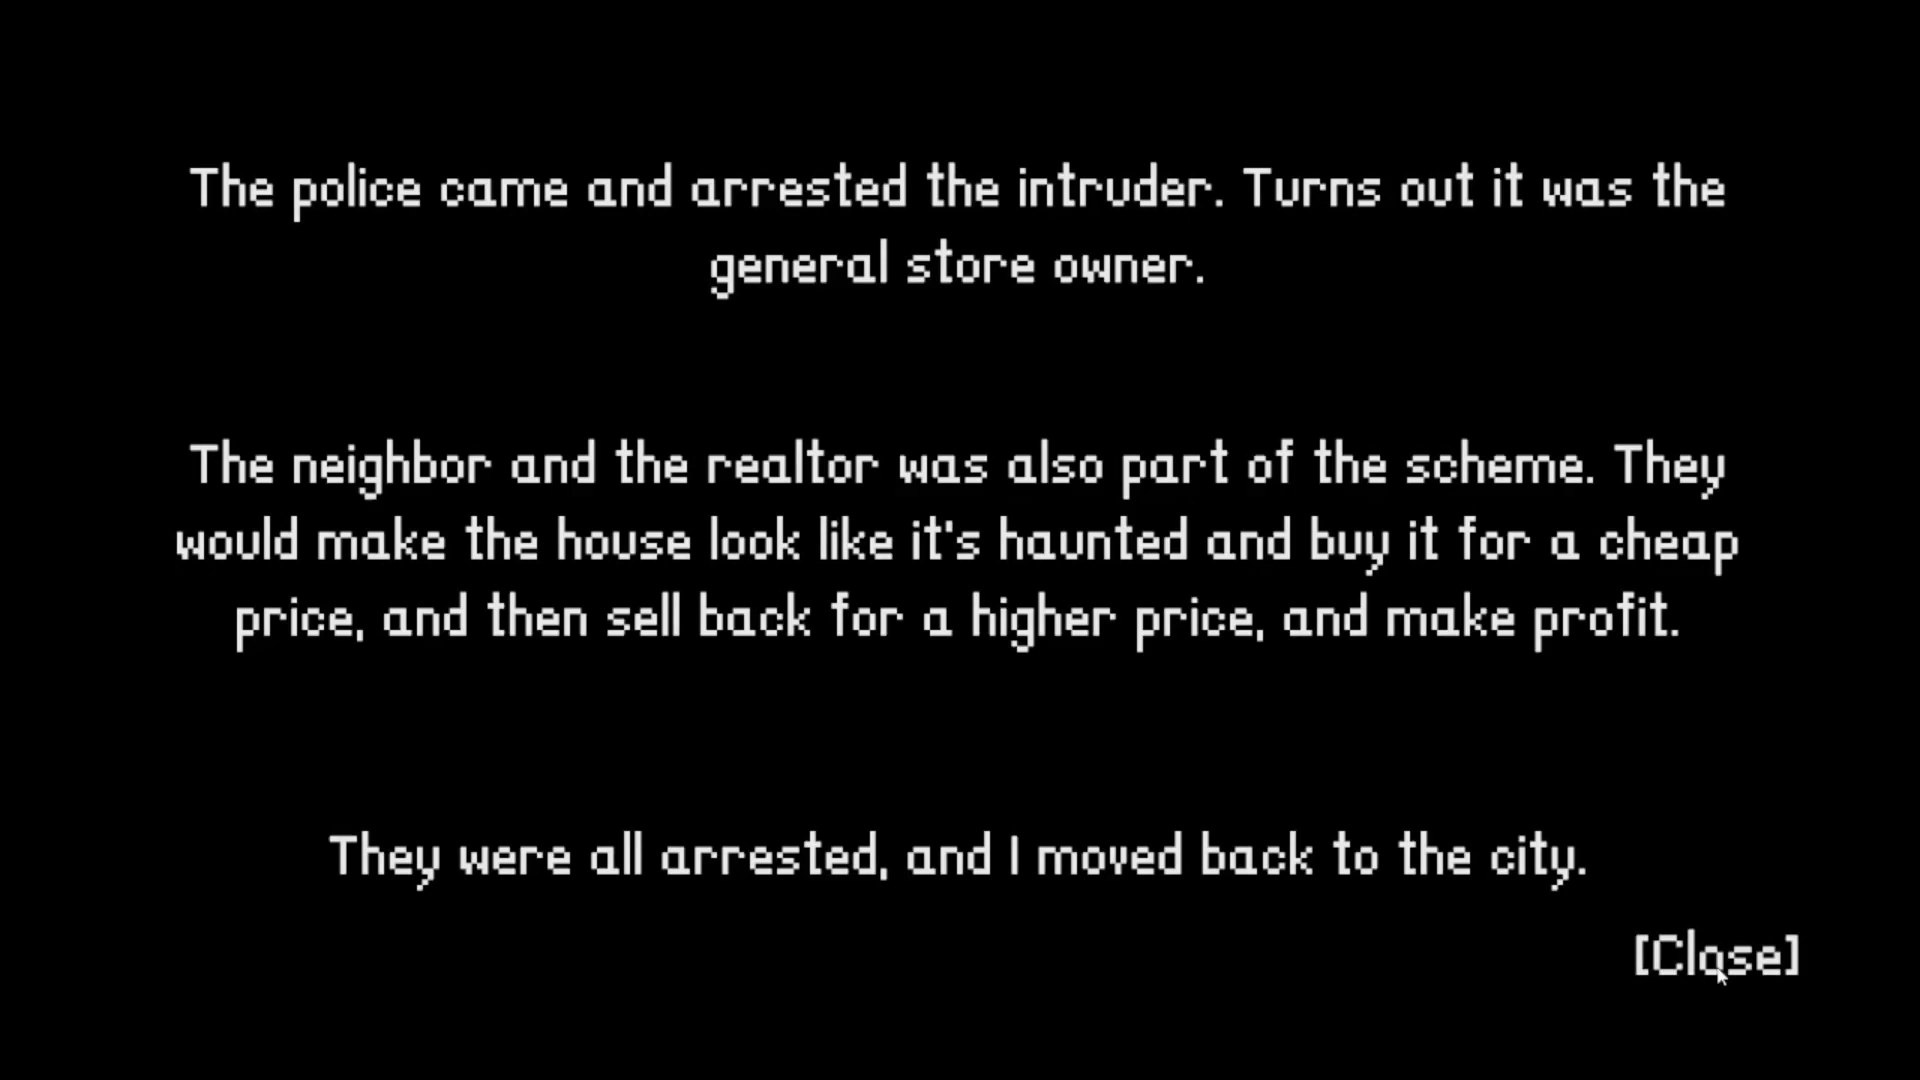 The police came and arrested the intruder. Turns out it was the
general store owner.
The neighbor and the realtor was also part of the scheme. They
would make the house look like it's haunted and buy it for a cheap
price, and then sell back for a higher price, and make profit.
They were all arrested, and I moved back to the city.
[Close]